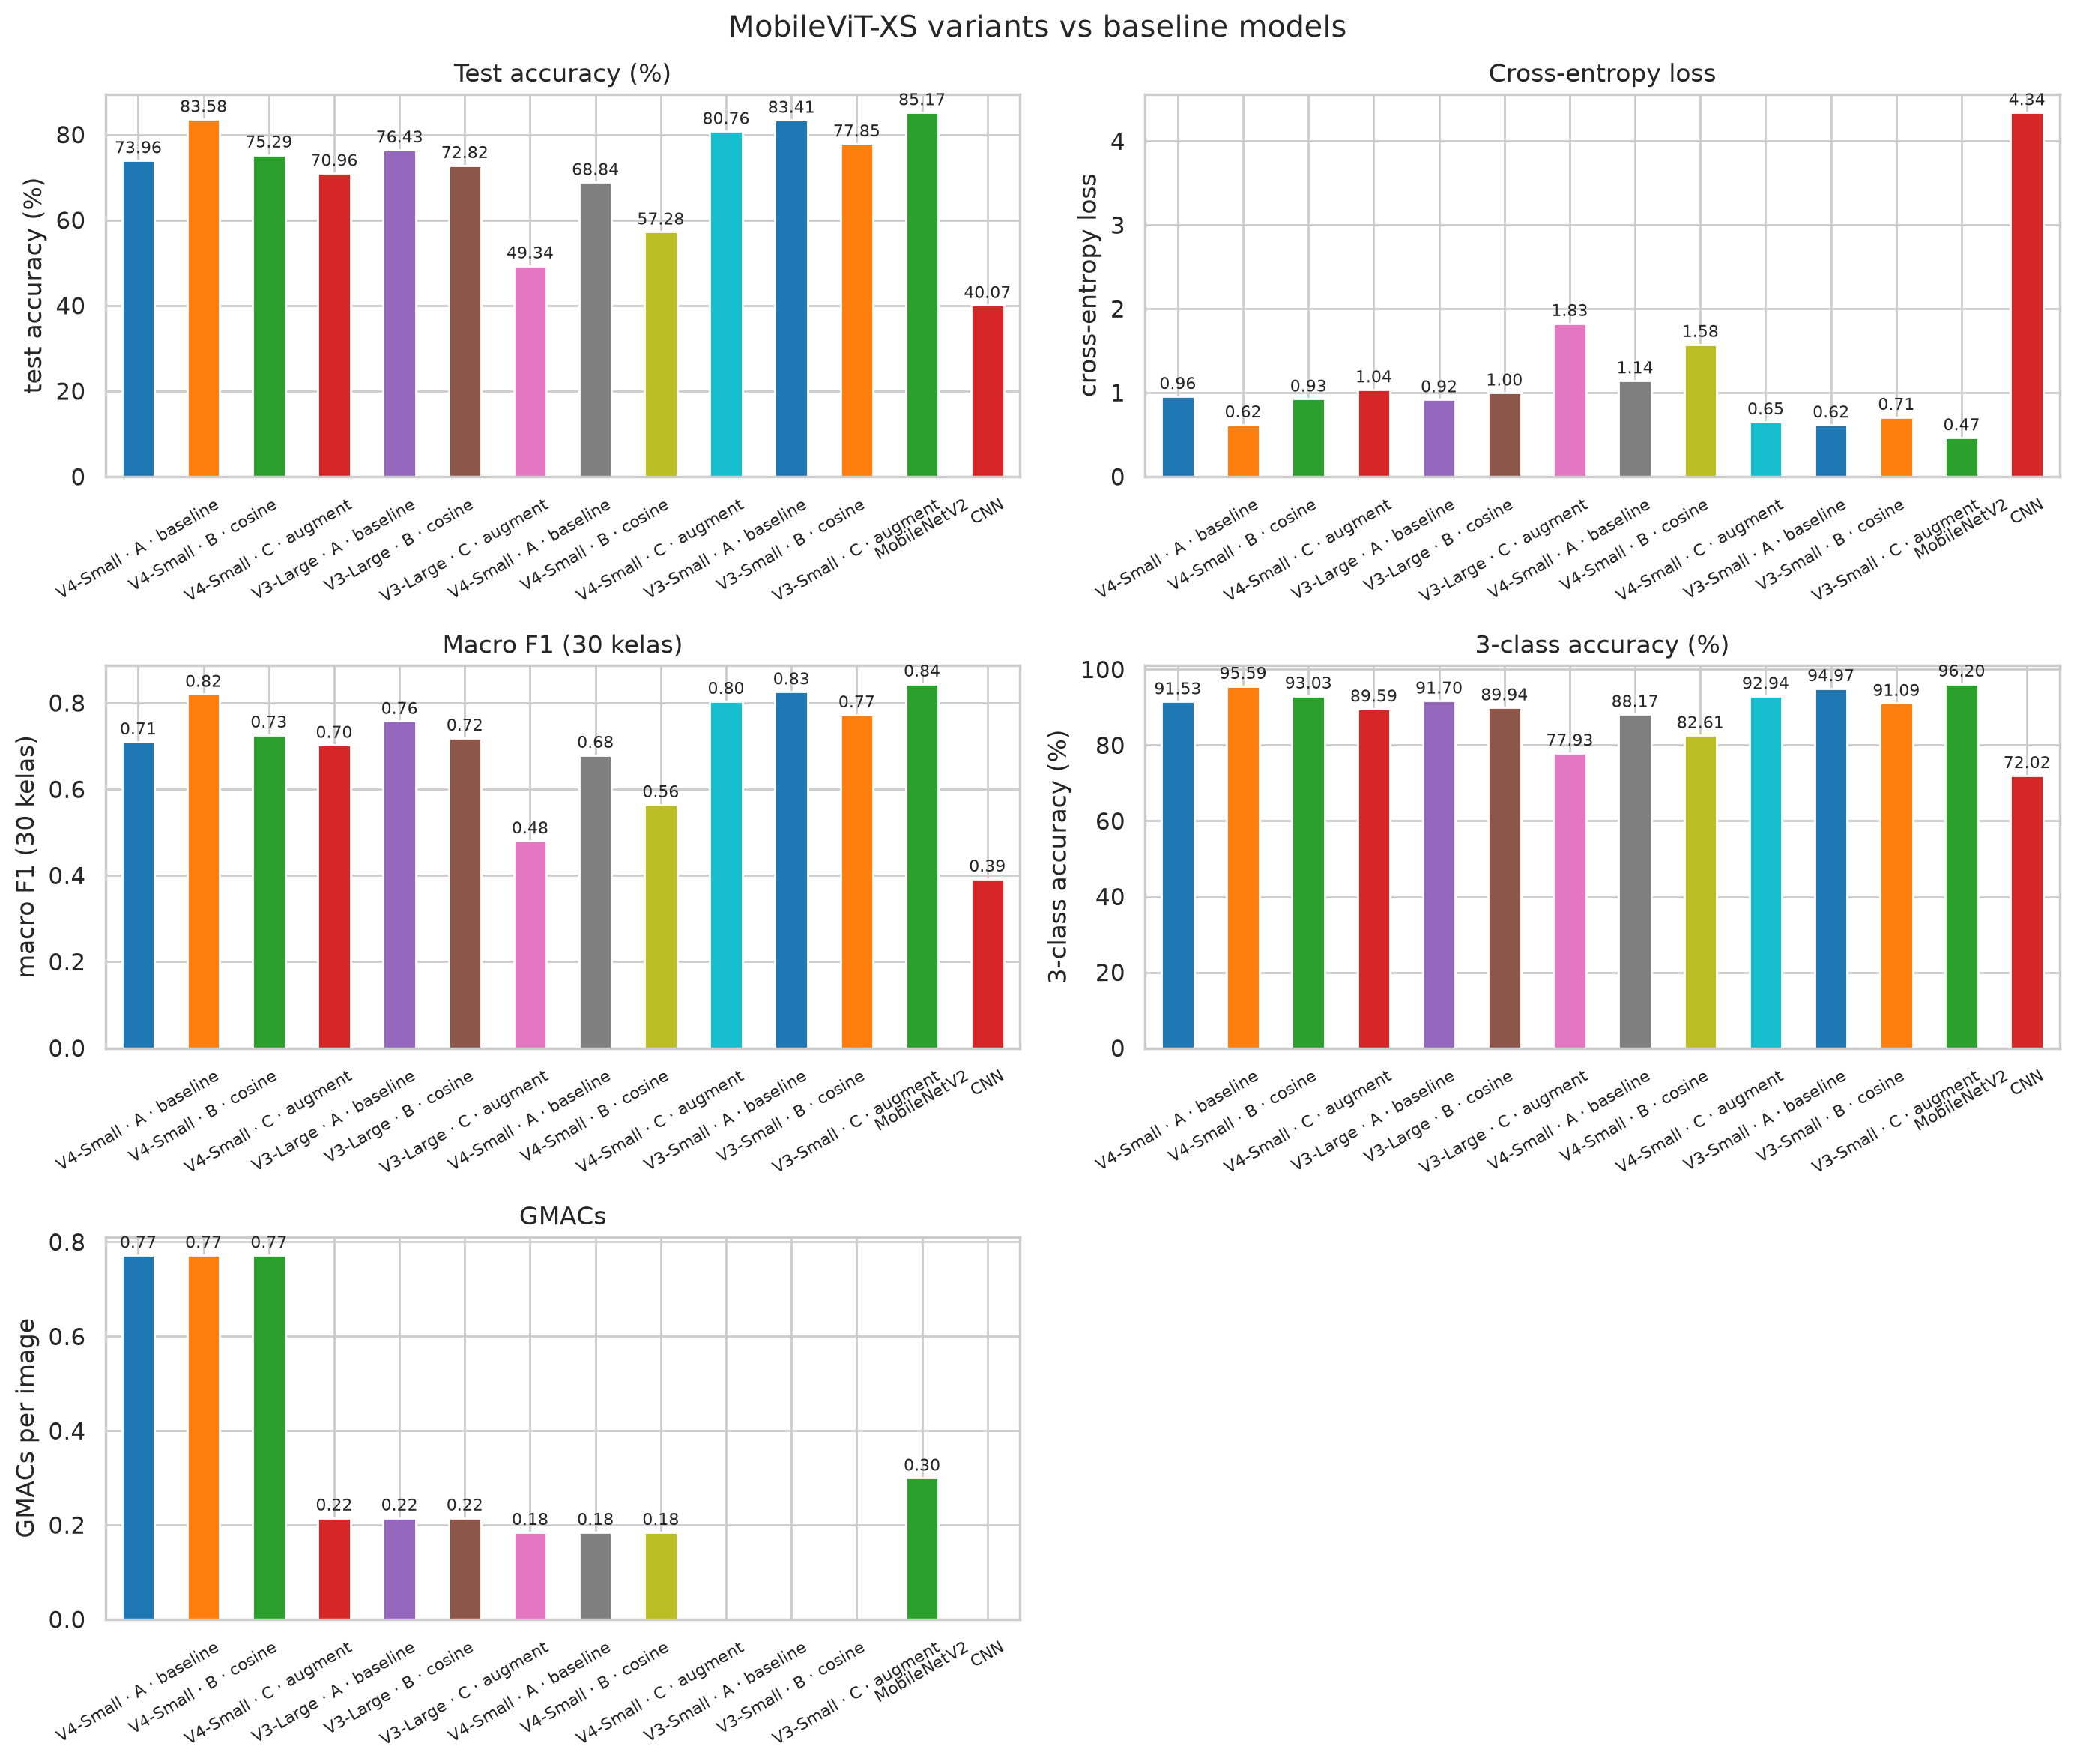 MobileViT-XS variants vs baseline models
Test accuracy (%)
test accuracy (%)
80
60
40
20
0
73.96
83.58
75.29
70.96
76.43
72.82
49.34
68.84
57.28
80.76
83.41
77.85
85.17
40.07
V4-Small · A · baseline
V4-Small · B · cosine
V4-Small · C · augment
V3-Large · A · baseline
V3-Large · B · cosine
V3-Large · C · augment
V4-Small · A · baseline
V4-Small · B · cosine
V4-Small · C · augment
V3-Small · A · baseline
V3-Small · B · cosine
V3-Small · C · augment
MobileNetV2
CNN
Cross-entropy loss
cross-entropy loss
4
3
2
1
0
0.96
0.62
0.93
1.04
0.92
1.00
1.83
1.14
1.58
0.65
0.62
0.71
0.47
4.34
V4-Small · A · baseline
V4-Small · B · cosine
V4-Small · C · augment
V3-Large · A · baseline
V3-Large · B · cosine
V3-Large · C · augment
V4-Small · A · baseline
V4-Small · B · cosine
V4-Small · C · augment
V3-Small · A · baseline
V3-Small · B · cosine
V3-Small · C · augment
MobileNetV2
CNN
Macro F1 (30 kelas)
macro F1 (30 kelas)
0.8
0.6
0.4
0.2
0.0
0.71
0.82
0.73
0.70
0.76
0.72
0.48
0.68
0.56
0.80
0.83
0.77
0.84
0.39
V4-Small · A · baseline
V4-Small · B · cosine
V4-Small · C · augment
V3-Large · A · baseline
V3-Large · B · cosine
V3-Large · C · augment
V4-Small · A · baseline
V4-Small · B · cosine
V4-Small · C · augment
V3-Small · A · baseline
V3-Small · B · cosine
V3-Small · C · augment
MobileNetV2
CNN
3-class accuracy (%)
3-class accuracy (%)
100
80
60
40
20
0
91.53
95.59
93.03
89.59
91.70
89.94
77.93
88.17
82.61
92.94
94.97
91.09
96.20
72.02
V4-Small · A · baseline
V4-Small · B · cosine
V4-Small · C · augment
V3-Large · A · baseline
V3-Large · B · cosine
V3-Large · C · augment
V4-Small · A · baseline
V4-Small · B · cosine
V4-Small · C · augment
V3-Small · A · baseline
V3-Small · B · cosine
V3-Small · C · augment
MobileNetV2
CNN
GMACs
GMACs per image
0.8
0.6
0.4
0.2
0.0
0.77
0.77
0.77
0.22
0.22
0.22
0.18
0.18
0.18
0.30
V4-Small · A · baseline
V4-Small · B · cosine
V4-Small · C · augment
V3-Large · A · baseline
V3-Large · B · cosine
V3-Large · C · augment
V4-Small · A · baseline
V4-Small · B · cosine
V4-Small · C · augment
V3-Small · A · baseline
V3-Small · B · cosine
V3-Small · C · augment
MobileNetV2
CNN